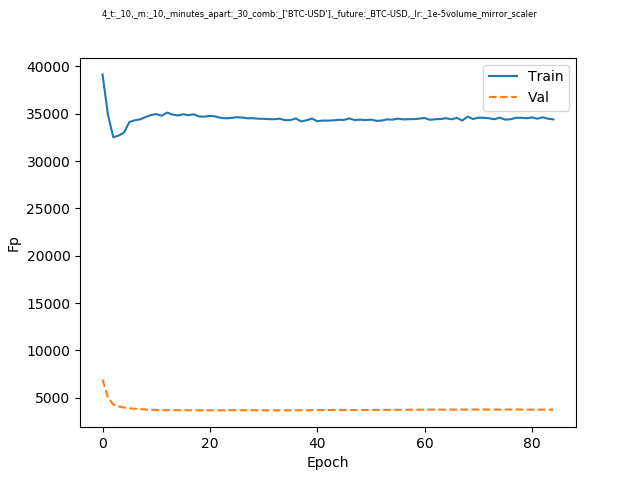 4_t:_10,_m:_10,_minutes_apart:_30_comb:_['BTC-USD'],_future:_BTC-USD,_lr:_1e-5volume_mirror_scaler
40000
35000
30000
25000
20000
15000
10000
5000
Fp
Train
Val
0 20 40 60 80
Epoch